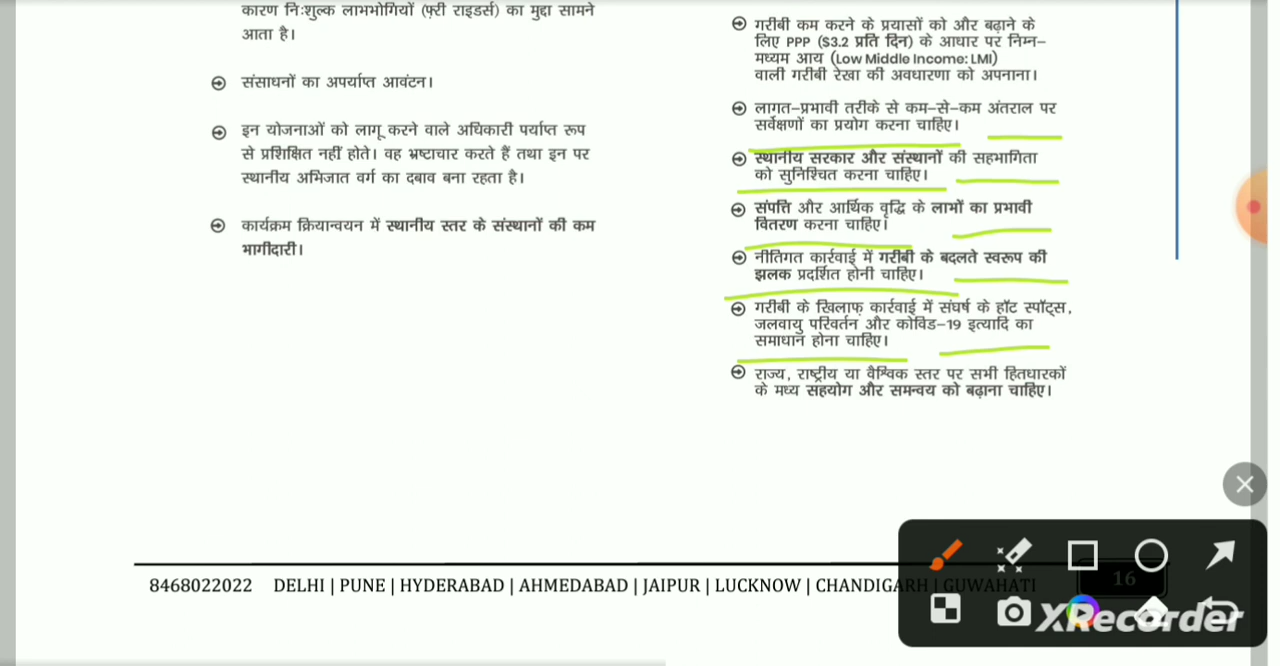 कारण निःशुल्क लाभभोगियों (फ़्री राइडर्स) का मुद्दा सामने
आता है।
संसाधनों का अपर्याप्त आवंटन।
इन योजनाओं को लागू करने वाले अधिकारी पर्याप्त रूप
से प्रशिक्षित नहीं होते। वह भ्रष्टाचार करते हैं तथा इन पर
स्थानीय अभिजात वर्ग का दबाव बना रहता है।
कार्यक्रम क्रियान्वयन में स्थानीय स्तर के संस्थानों की कम
भागीदारी।
गरीबी कम करने के प्रयासों को और बढ़ाने के
लिए PPP ($3.2 प्रति दिन) के आधार पर निम्न-
मध्यम आय (Low Middle Income: LMI)
वाली गरीबी रेखा की अवधारणा को अपनाना।
लागत-प्रभावी तरीके से कम-से-कम अंतराल पर
सर्वेक्षणों का प्रयोग करना चाहिए।
स्थानीय सरकार और संस्थानों की सहभागिता
को सुनिश्चित करना चाहिए।
संपत्ति और आर्थिक वृद्धि के लाभों का प्रभावी
वितरण करना चाहिए।
नीतिगत कार्रवाई में गरीबी के बदलते स्वरूप की
झलक प्रदर्शित होनी चाहिए।
गरीबी के खिलाफ़ कार्रवाई में संघर्ष के हॉट स्पॉट्स,
जलवायु परिवर्तन और कोविड-19 इत्यादि का
समाधान होना चाहिए।
राज्य, राष्ट्रीय या वैश्विक स्तर पर सभी हितधारकों
के मध्य सहयोग और समन्वय को बढ़ाना चाहिए।
8468022022 DELHI | PUNE | HYDERABAD | AHMEDABAD | JAIPUR | LUCKNOW | CHANDIGARH | GUWAHATI
16
XRecorder